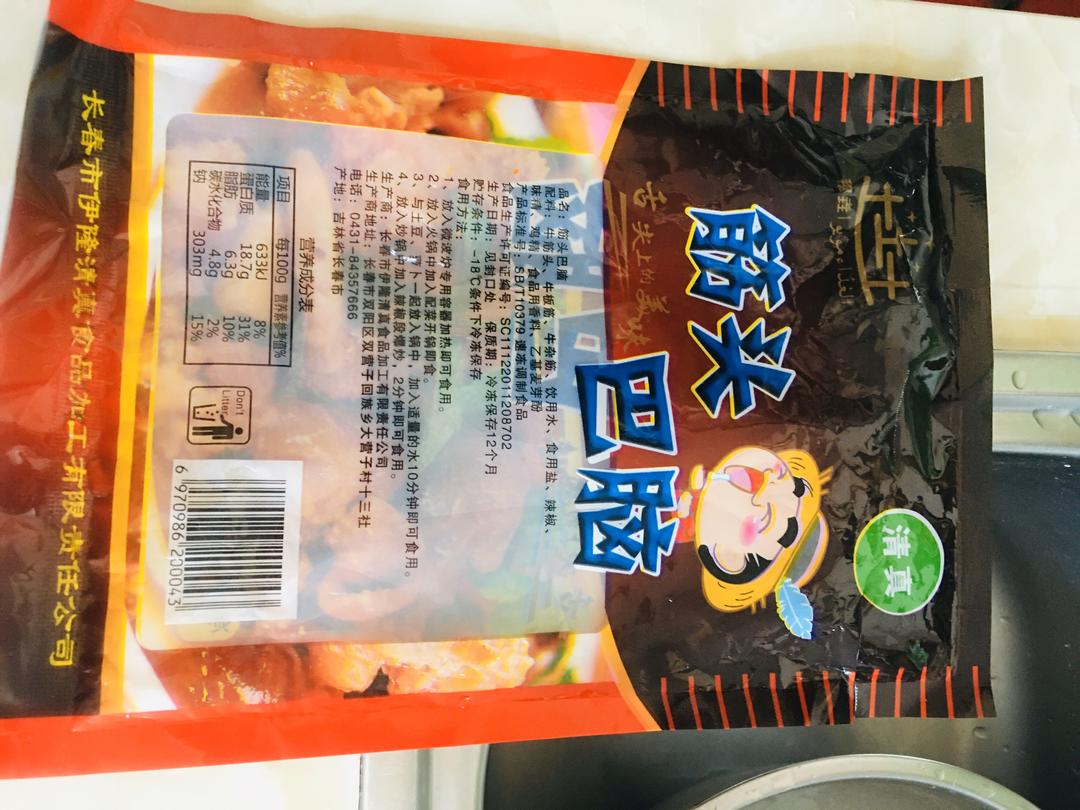 清真
筋头
巴脑
舌尖上的美味
品名：筋头巴脑
配料：牛筋头、牛板筋、牛杂筋、饮用水、食用盐、辣椒、
味精、鸡精、食品用香料、乙基麦芽酚
产品标准号：SB/T10379 速冻调制食品
食品生产许可证编号：SC11122011208702
生产日期：见封口处 保质期：冷冻保存12个月
贮存条件：-18℃条件下冷冻保存
食用方法：
1、放入微波炉专用容器加热即可食用。
2、放入火锅中加入配菜开锅即食。
3、与土豆、萝卜一起放入锅中，加入适量的水10分钟即可食用。
4、放入炒锅中加入辣椒段爆炒，2分钟即可食用。
生产商：长春市伊隆清真食品加工有限责任公司
生产商地址：长春市双阳区双营子回族乡大营子村十三社
电话：0431-84357666
产地：吉林省长春市
营养成分表
项目 每100g 营养素参考值%
能量 633kJ 8%
蛋白质 18.7g 31%
脂肪 6.3g 10%
碳水化合物 4.8g 2%
钠 303mg 15%
Don't
Litter
6 970986 200043
长春市伊隆清真食品加工有限责任公司